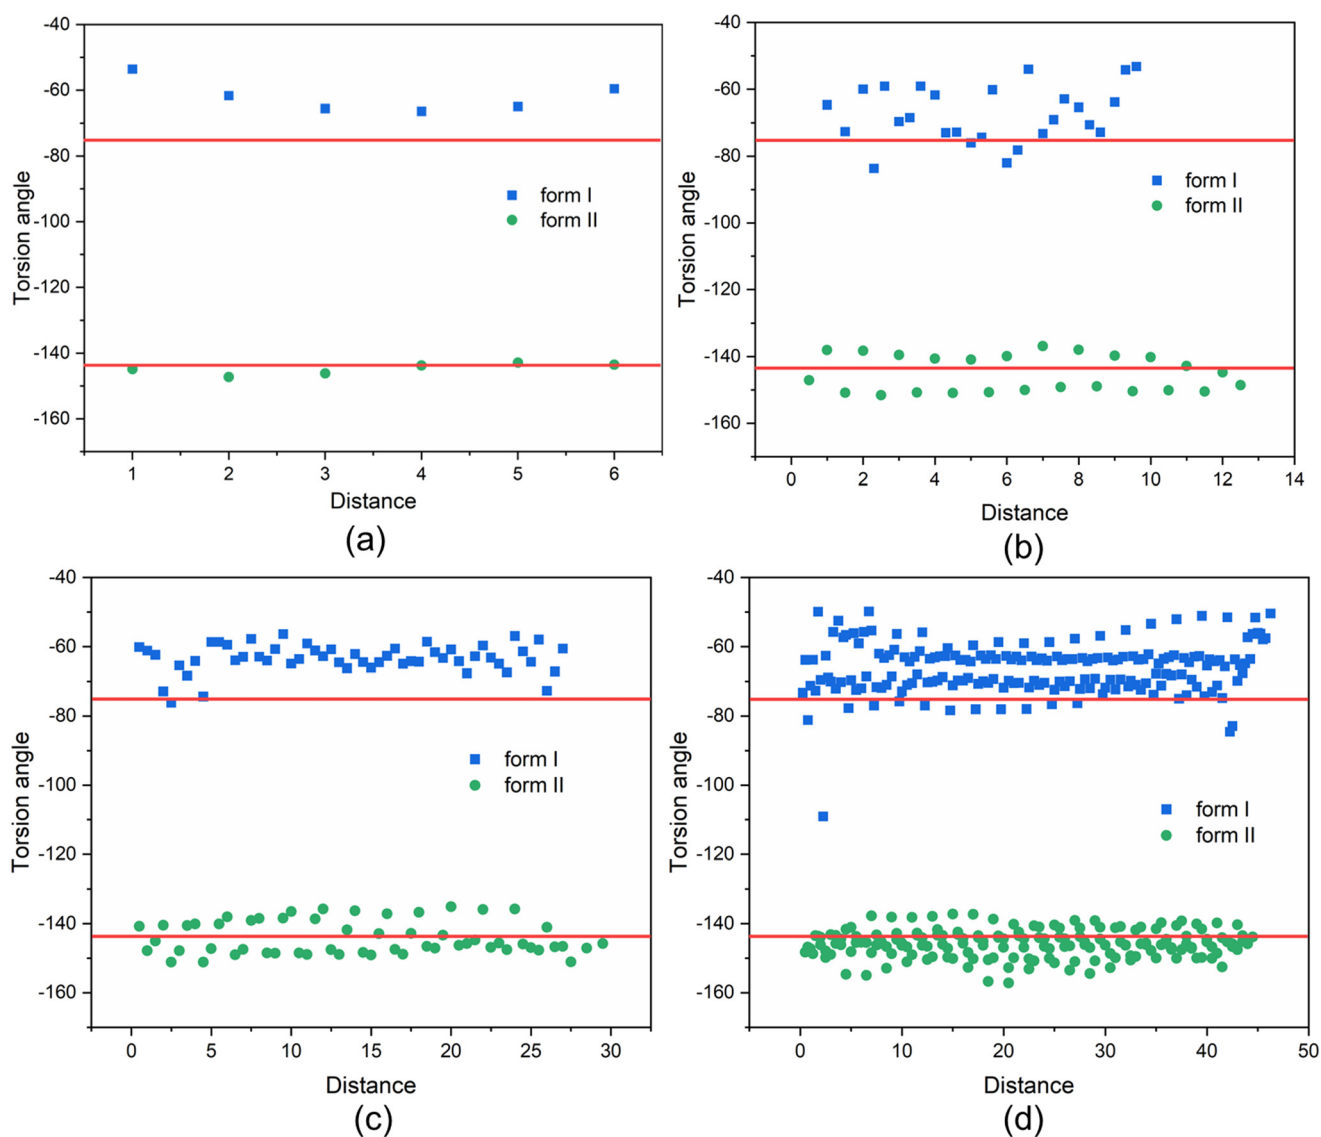 -40
-60
-80
-100
-120
-140
-160
Torsion angle
form I
form II
1 2 3 4 5 6
Distance
(a)
-40
-60
-80
-100
-120
-140
-160
Torsion angle
form I
form II
0 2 4 6 8 10 12 14
Distance
(b)
-40
-60
-80
-100
-120
-140
-160
Torsion angle
form I
form II
0 5 10 15 20 25 30
Distance
(c)
-40
-60
-80
-100
-120
-140
-160
Torsion angle
form I
form II
0 10 20 30 40 50
Distance
(d)